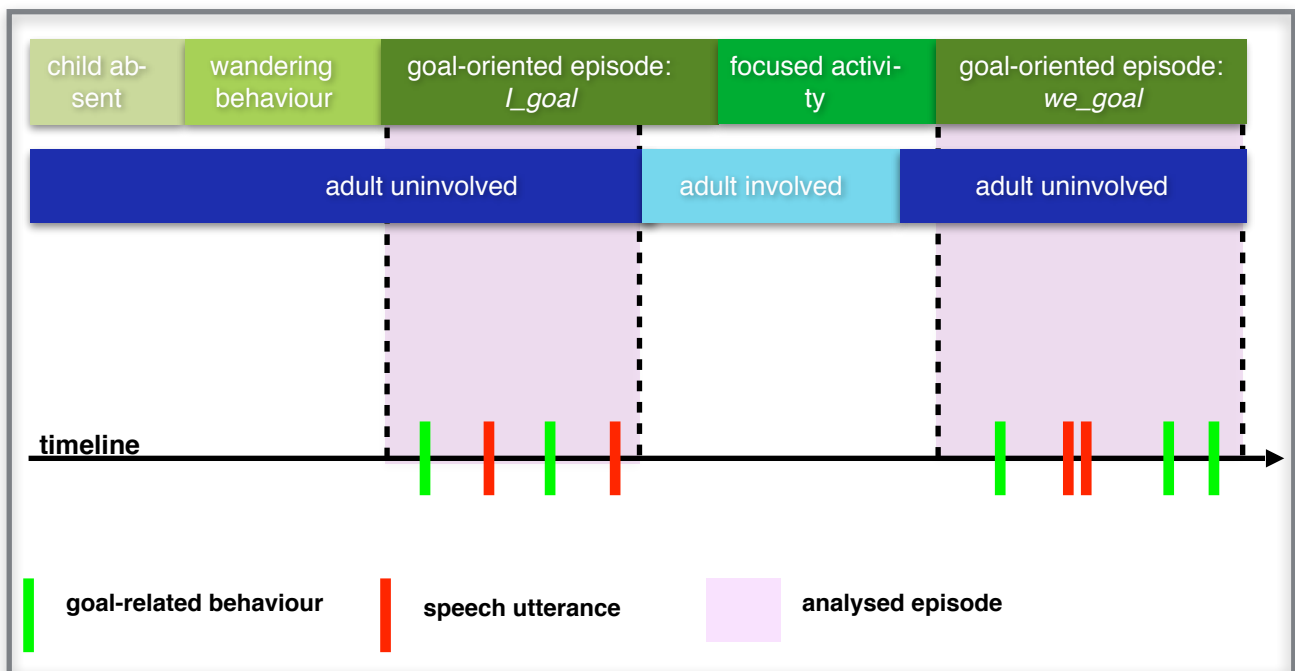 child ab-
sent
wandering
behaviour
goal-oriented episode:
I_goal
focused activi-
ty
goal-oriented episode:
we_goal
adult uninvolved
adult involved
adult uninvolved
timeline
goal-related behaviour
speech utterance
analysed episode